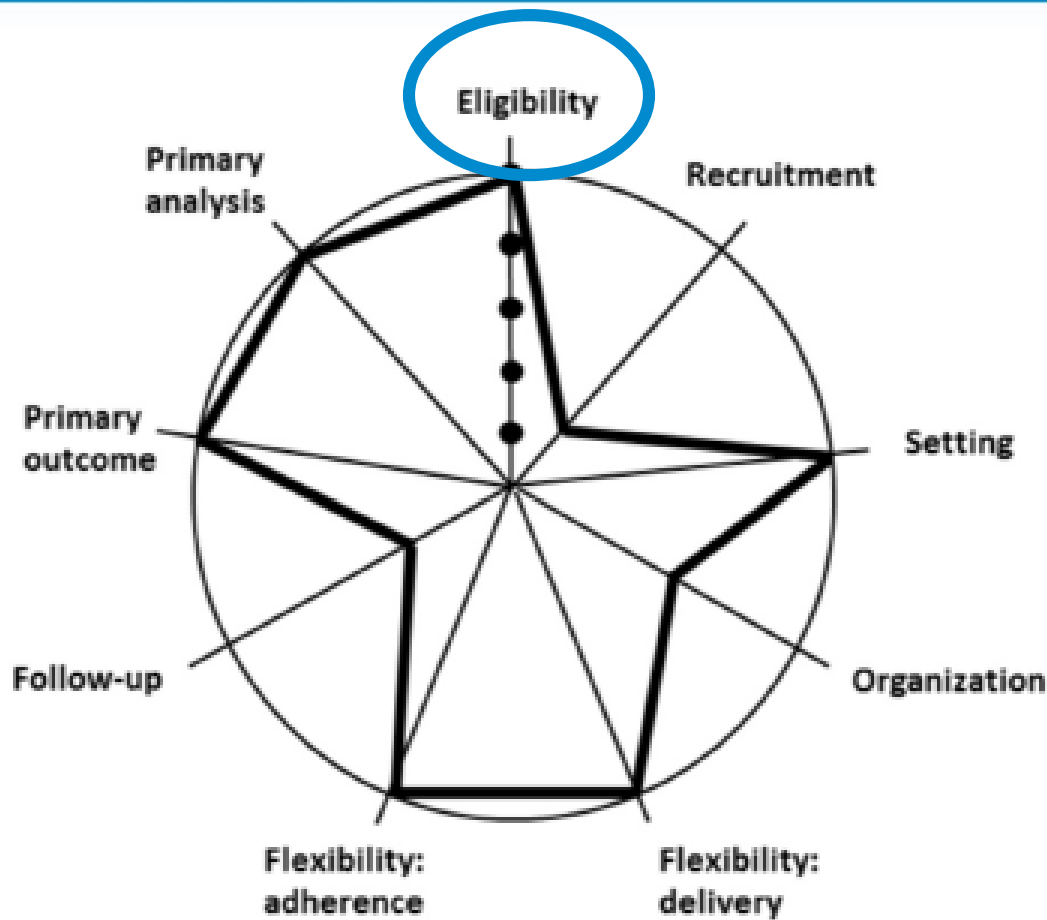 Eligibility
Recruitment
Setting
Organization
Flexibility:
delivery
Flexibility:
adherence
Follow-up
Primary
outcome
Primary
analysis